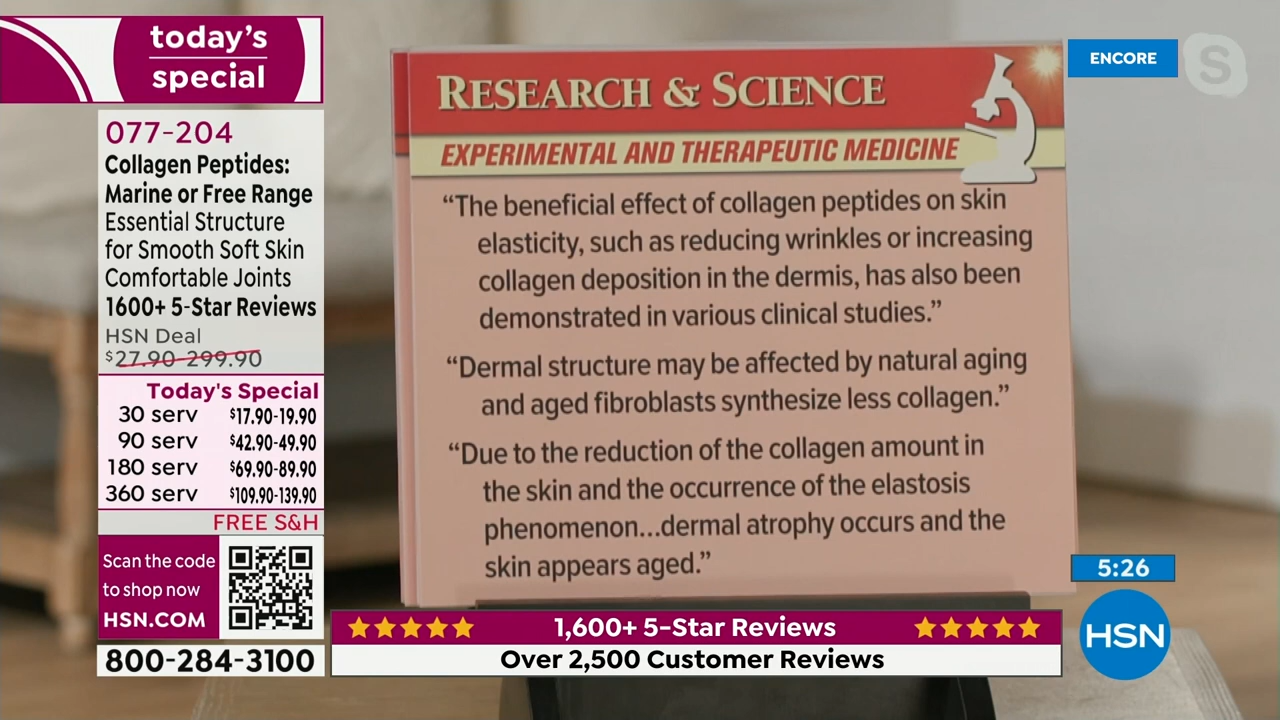 today's
special
077-204
Collagen Peptides:
Marine or Free Range
Essential Structure
for Smooth Soft Skin
Comfortable Joints
1600+ 5-Star Reviews
HSN Deal
$27.90-299.90
Today's Special
30 serv $17.90-19.90
90 serv $42.90-49.90
180 serv $69.90-89.90
360 serv $109.90-139.90
FREE S&H
Scan the code
to shop now
HSN.COM
800-284-3100
RESEARCH & SCIENCE
EXPERIMENTAL AND THERAPEUTIC MEDICINE
“The beneficial effect of collagen peptides on skin
elasticity, such as reducing wrinkles or increasing
collagen deposition in the dermis, has also been
demonstrated in various clinical studies.”
“Dermal structure may be affected by natural aging
and aged fibroblasts synthesize less collagen.”
“Due to the reduction of the collagen amount in
the skin and the occurrence of the elastosis
phenomenon...dermal atrophy occurs and the
skin appears aged.”
ENCORE
S
5:26
HSN
1,600+ 5-Star Reviews
Over 2,500 Customer Reviews